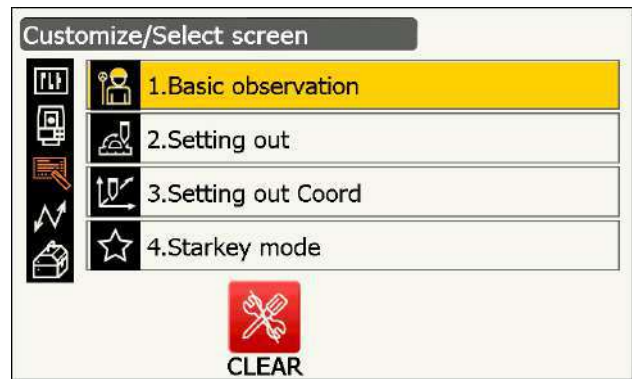 Customize/Select screen
1.Basic observation
2.Setting out
3.Setting out Coord
4.Starkey mode
CLEAR